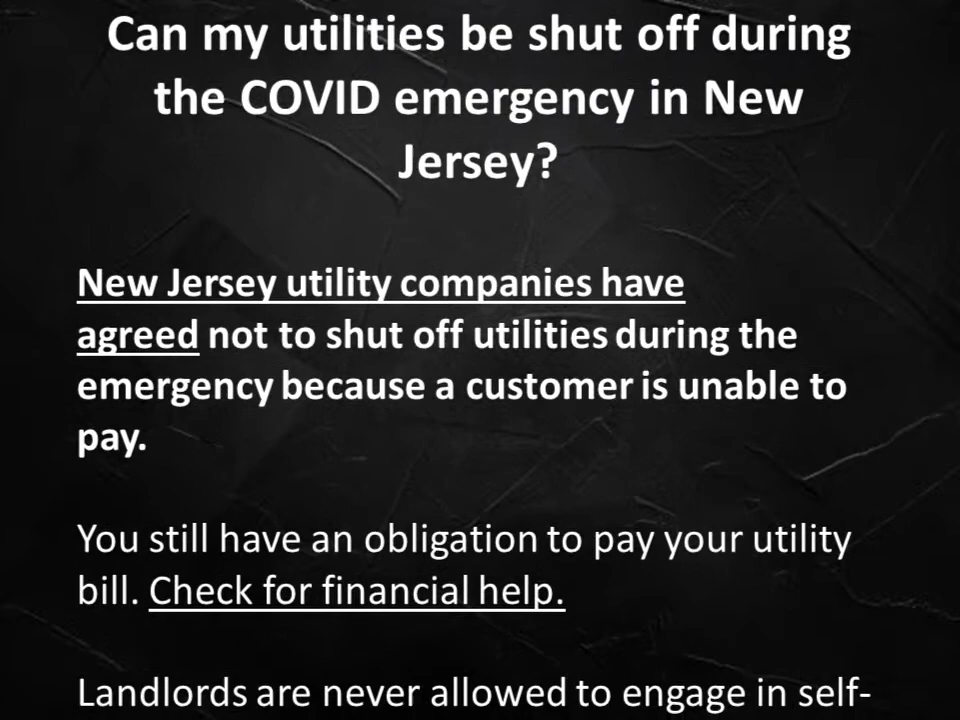 Can my utilities be shut off during
the COVID emergency in New
Jersey?
New Jersey utility companies have
agreed not to shut off utilities during the
emergency because a customer is unable to
pay.
You still have an obligation to pay your utility
bill. Check for financial help.
Landlords are never allowed to engage in self-